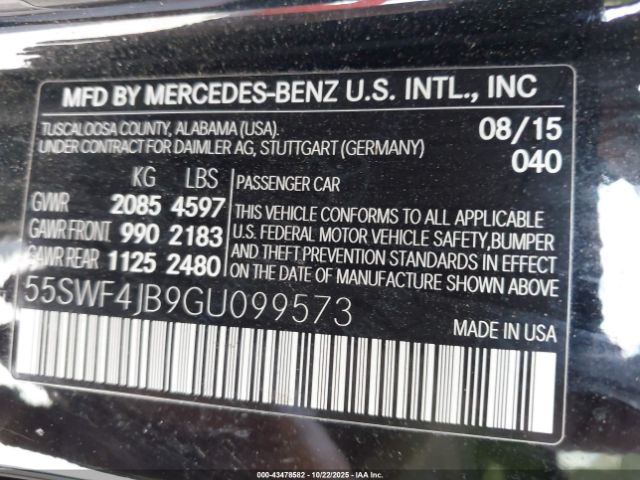 MFD BY MERCEDES-BENZ U.S. INTL., INC
TUSCALOOSA COUNTY, ALABAMA (USA). 08/15
UNDER CONTRACT FOR DAIMLER AG, STUTTGART (GERMANY) 040
KG LBS
GVWR 2085 4597
GAWR FRONT 990 2183
GAWR REAR 1125 2480
PASSENGER CAR
THIS VEHICLE CONFORMS TO ALL APPLICABLE
U.S. FEDERAL MOTOR VEHICLE SAFETY,BUMPER
AND THEFT PREVENTION STANDARDS IN EFFECT
ON THE DATE OF MANUFACTURE SHOWN ABOVE.
55SWF4JB9GU099573
MADE IN USA
000-43478582 • 10/22/2025 • IAA Inc.